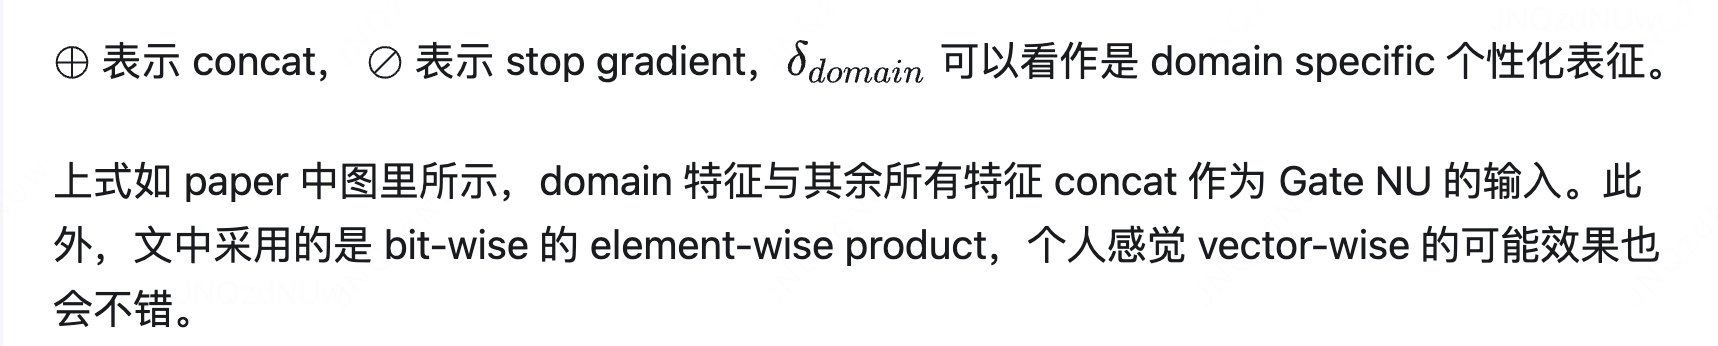 ⊕ 表示 concat， ⊘ 表示 stop gradient，δ_{domain} 可以看作是 domain specific 个性化表征。
上式如 paper 中图里所示，domain 特征与其余所有特征 concat 作为 Gate NU 的输入。此
外，文中采用的是 bit-wise 的 element-wise product，个人感觉 vector-wise 的可能效果也
会不错。